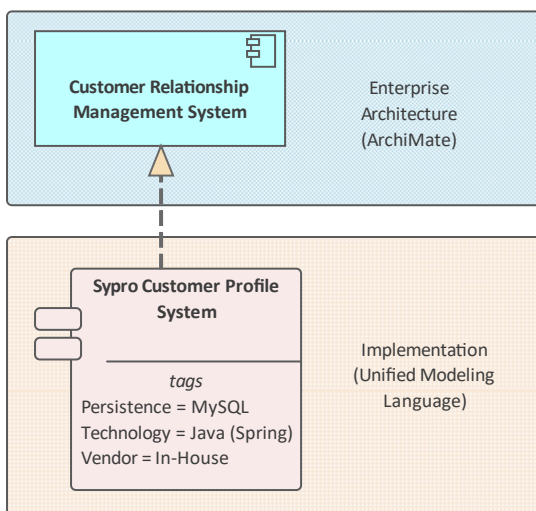 Customer Relationship
Management System
Enterprise
Architecture
(ArchiMate)
Sypro Customer Profile
System
tags
Persistence = MySQL
Technology = Java (Spring)
Vendor = In-House
Implementation
(Unified Modeling
Language)